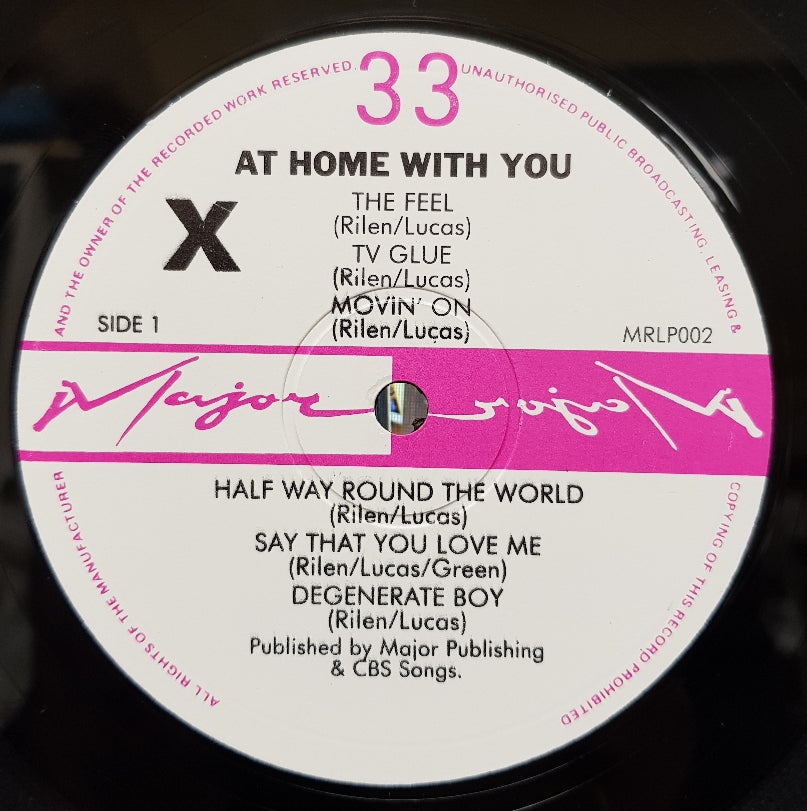 33
ALL RIGHTS OF THE MANUFACTURER AND THE OWNER OF THE RECORDED WORK RESERVED. UNAUTHORISED PUBLIC BROADCASTING, LEASING & COPYING OF THIS RECORD PROHIBITED
AT HOME WITH YOU
X
THE FEEL
(Rilen/Lucas)
TV GLUE
(Rilen/Lucas)
MOVIN' ON
(Rilen/Lucas)
SIDE 1
MRLP002
Major Major
HALF WAY ROUND THE WORLD
(Rilen/Lucas)
SAY THAT YOU LOVE ME
(Rilen/Lucas/Green)
DEGENERATE BOY
(Rilen/Lucas)
Published by Major Publishing
& CBS Songs.